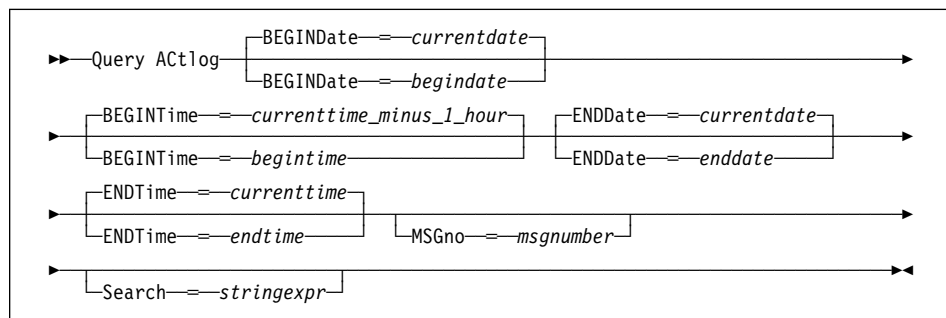 BEGINDate = currentdate
Query ACtlog
BEGINDate = begindate
BEGINTime = currenttime_minus_1_hour ENDDate = currentdate
BEGINTime = begintime ENDDate = enddate
ENDTime = currenttime
ENDTime = endtime MSGno = msgnumber
Search = stringexpr